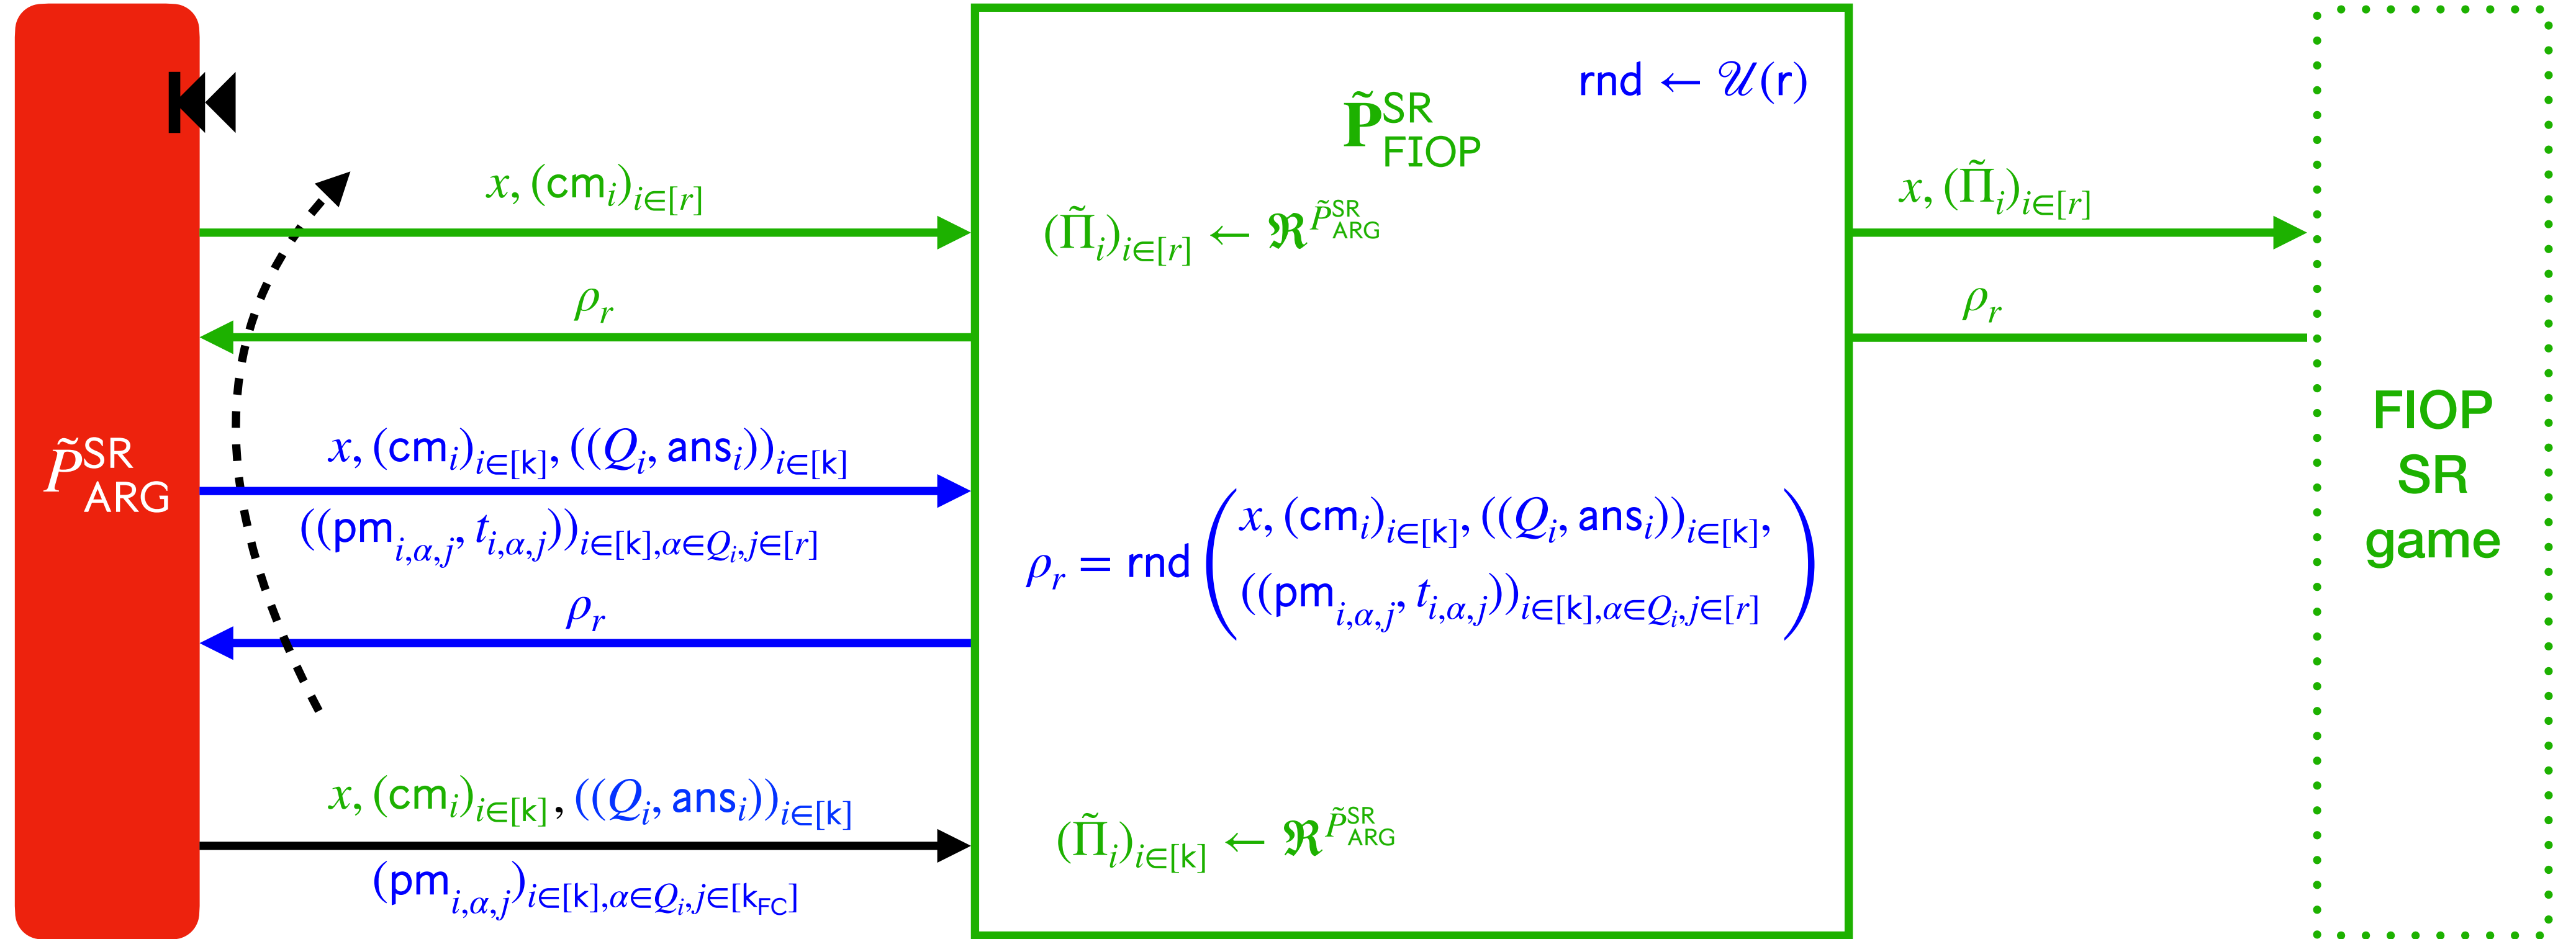 rnd ← 𝒰(r)
P̃^SR_FIOP
x, (cm_i)_{i∈[r]}
(Π̃_i)_{i∈[r]} ← ℜ^{P̃^SR_ARG}
x, (Π̃_i)_{i∈[r]}
ρ_r
ρ_r
P̃^SR_ARG
x, (cm_i)_{i∈[k]}, ((Q_i, ans_i))_{i∈[k]}
((pm_{i,α,j}, t_{i,α,j}))_{i∈[k],α∈Q_i,j∈[r]}
ρ_r
ρ_r = rnd ( x, (cm_i)_{i∈[k]}, ((Q_i, ans_i))_{i∈[k]},
((pm_{i,α,j}, t_{i,α,j}))_{i∈[k],α∈Q_i,j∈[r]} )
FIOP
SR
game
x, (cm_i)_{i∈[k]}, ((Q_i, ans_i))_{i∈[k]}
(pm_{i,α,j})_{i∈[k],α∈Q_i,j∈[k_FC]}
(Π̃_i)_{i∈[k]} ← ℜ^{P̃^SR_ARG}